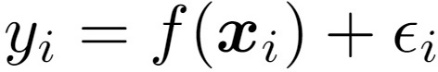 yᵢ = f(𝒙ᵢ) + ϵᵢ